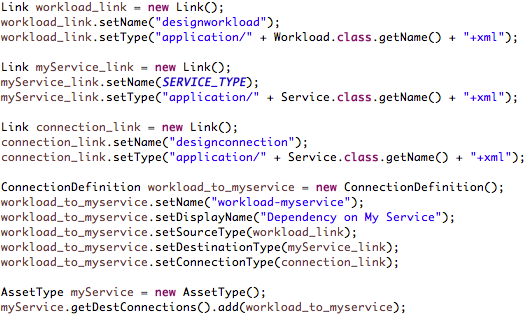 Link workload_link = new Link();
workload_link.setName("designworkload");
workload_link.setType("application/" + Workload.class.getName() + "+xml");
Link myService_link = new Link();
myService_link.setName(SERVICE_TYPE);
myService_link.setType("application/" + Service.class.getName() + "+xml");
Link connection_link = new Link();
connection_link.setName("designconnection");
connection_link.setType("application/" + Service.class.getName() + "+xml");
ConnectionDefinition workload_to_myservice = new ConnectionDefinition();
workload_to_myservice.setName("workload-myservice");
workload_to_myservice.setDisplayName("Dependency on My Service");
workload_to_myservice.setSourceType(workload_link);
workload_to_myservice.setDestinationType(myService_link);
workload_to_myservice.setConnectionType(connection_link);
AssetType myService = new AssetType();
myService.getDestConnections().add(workload_to_myservice);